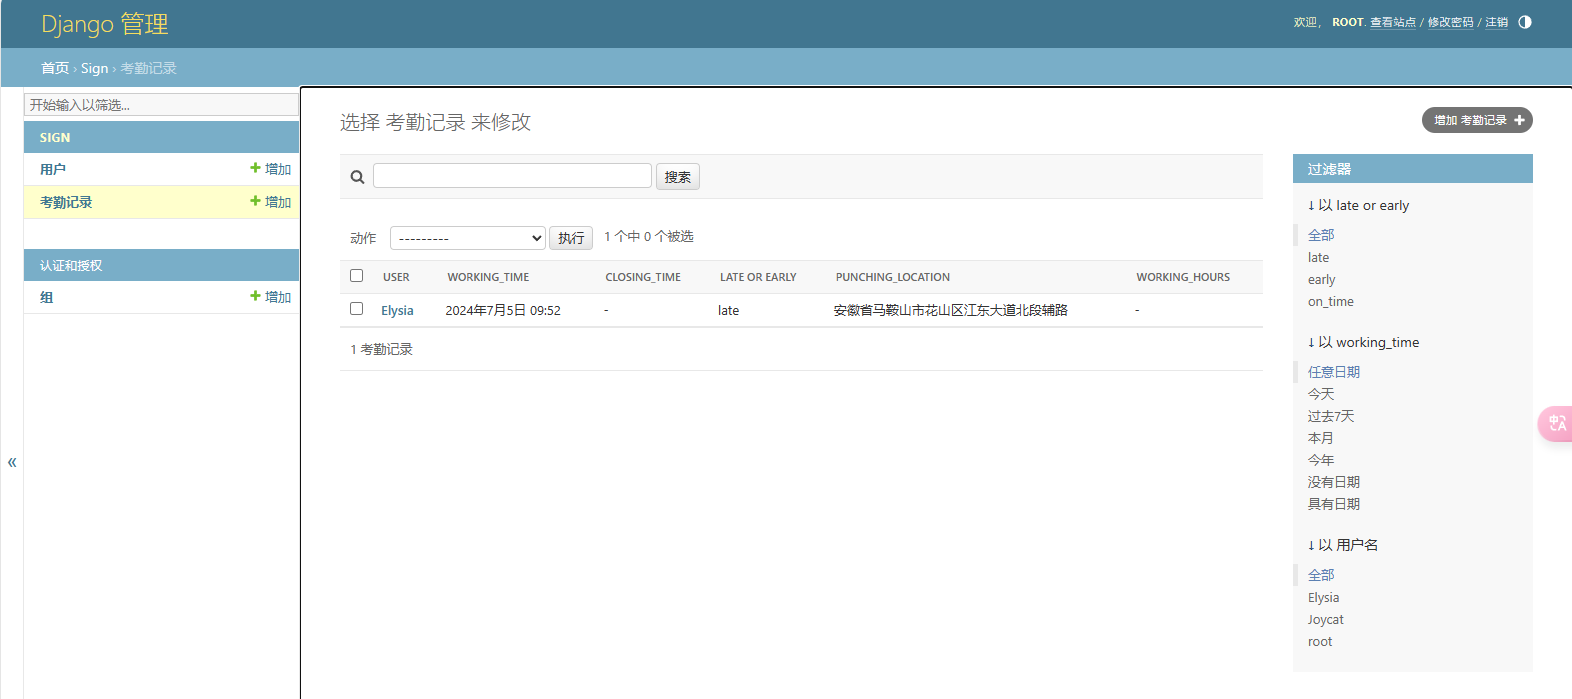 Django 管理
欢迎， ROOT. 查看站点 / 修改密码 / 注销
首页 › Sign › 考勤记录
开始输入以筛选...
SIGN
用户 + 增加
考勤记录 + 增加
认证和授权
组 + 增加
«
选择 考勤记录 来修改
增加 考勤记录 +
搜索
动作 --------- 执行 1 个中 0 个被选
USER WORKING_TIME CLOSING_TIME LATE OR EARLY PUNCHING_LOCATION WORKING_HOURS
Elysia 2024年7月5日 09:52 - late 安徽省马鞍山市花山区江东大道北段辅路 -
1 考勤记录
过滤器
↓ 以 late or early
全部
late
early
on_time
↓ 以 working_time
任意日期
今天
过去7天
本月
今年
没有日期
具有日期
↓ 以 用户名
全部
Elysia
Joycat
root
中A